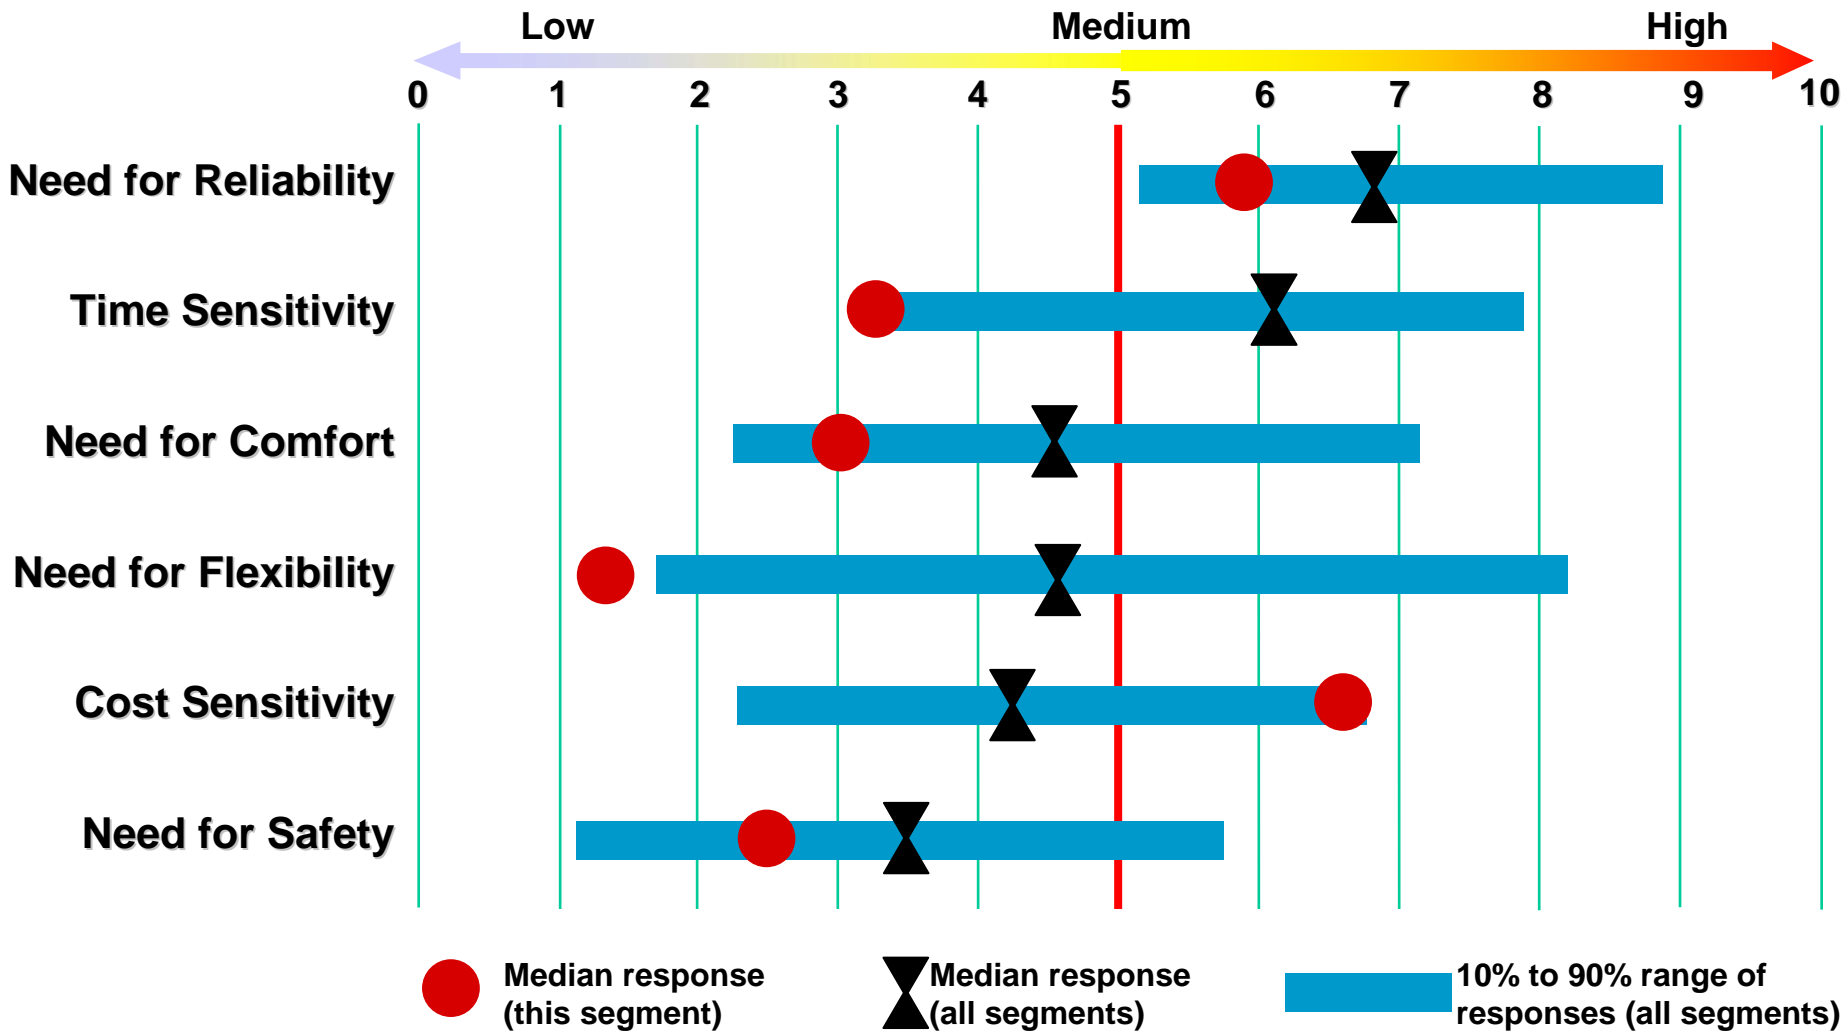 Low Medium High
0 1 2 3 4 5 6 7 8 9 10
Need for Reliability
Time Sensitivity
Need for Comfort
Need for Flexibility
Cost Sensitivity
Need for Safety
Median response
(this segment)
Median response
(all segments)
10% to 90% range of
responses (all segments)